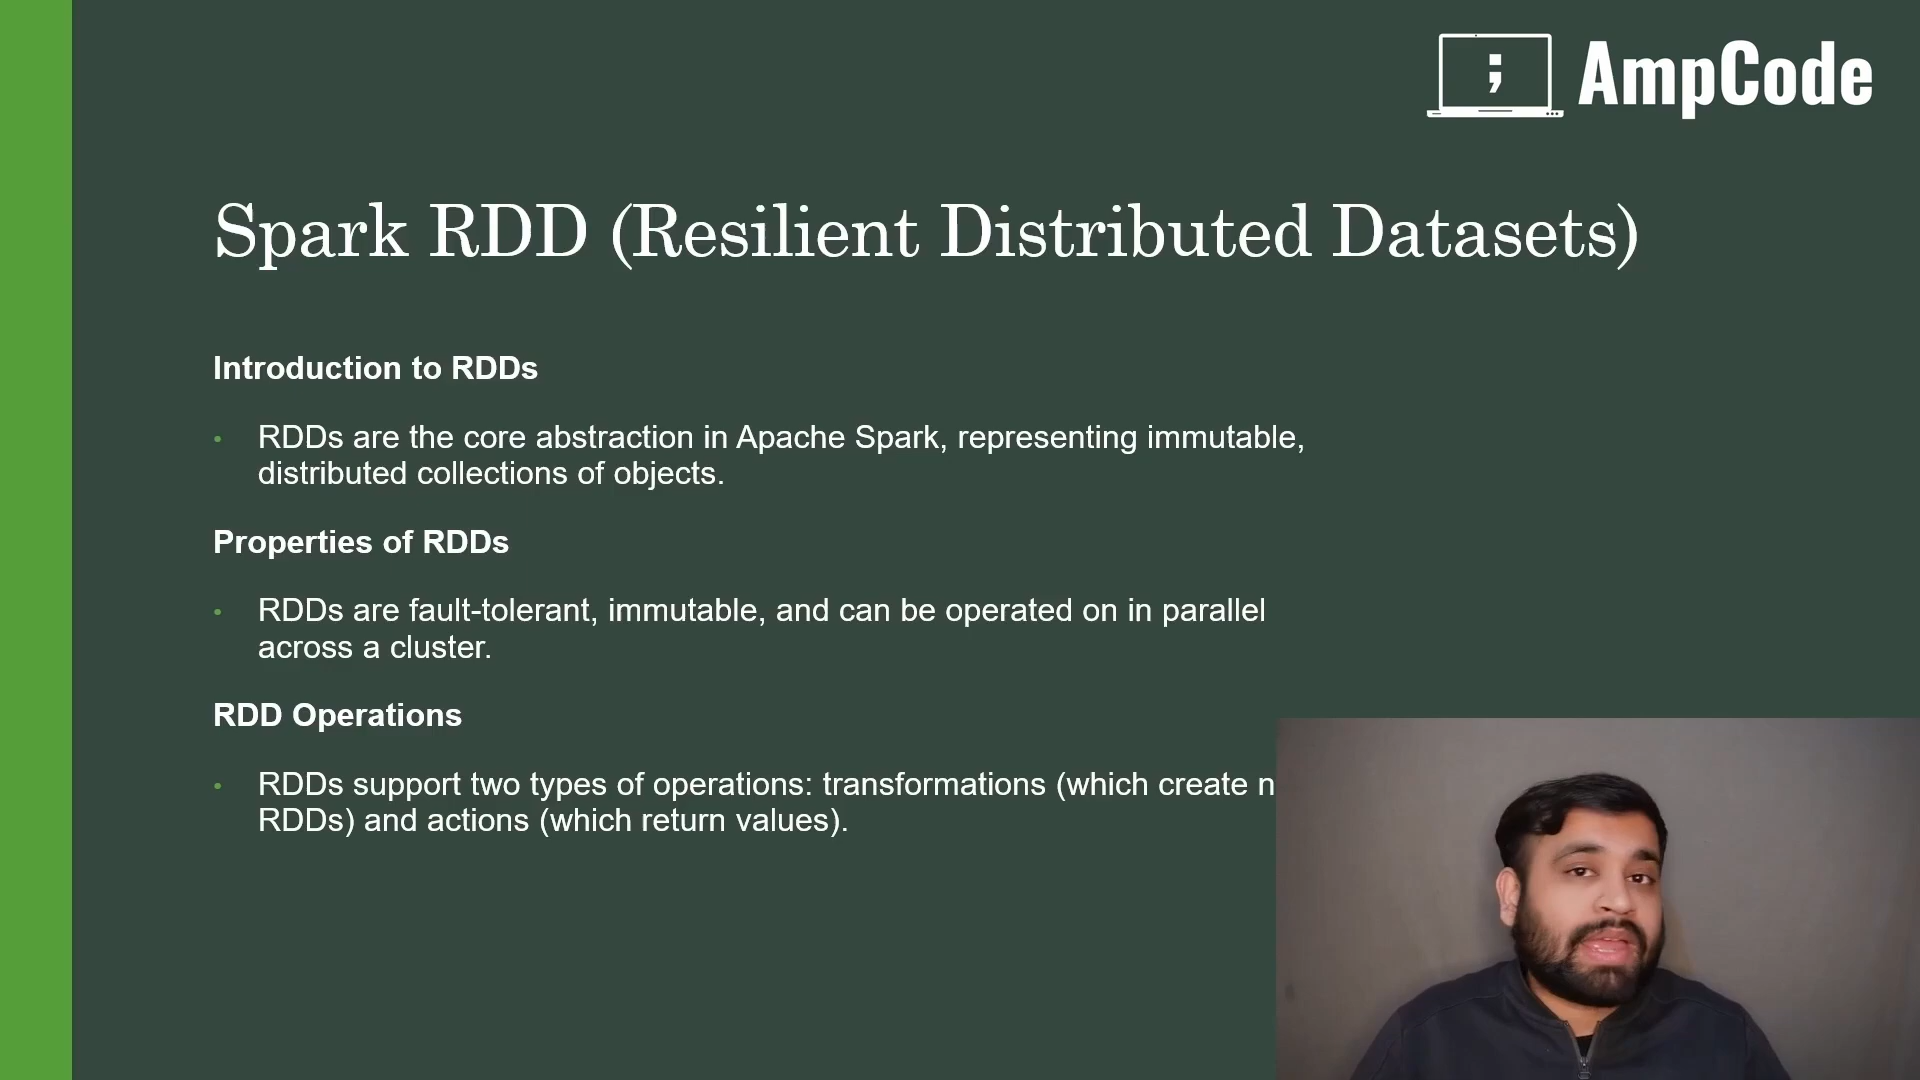 AmpCode
Spark RDD (Resilient Distributed Datasets)
Introduction to RDDs
• RDDs are the core abstraction in Apache Spark, representing immutable,
distributed collections of objects.
Properties of RDDs
• RDDs are fault-tolerant, immutable, and can be operated on in parallel
across a cluster.
RDD Operations
• RDDs support two types of operations: transformations (which create
RDDs) and actions (which return values).